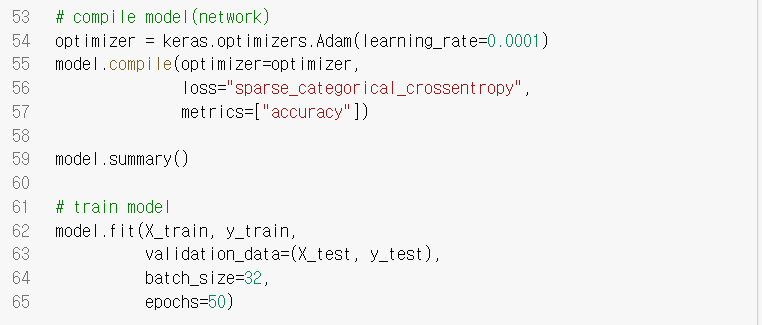 53 # compile model(network)
54 optimizer = keras.optimizers.Adam(learning_rate=0.0001)
55 model.compile(optimizer=optimizer,
56               loss="sparse_categorical_crossentropy",
57               metrics=["accuracy"])
58
59 model.summary()
60
61 # train model
62 model.fit(X_train, y_train,
63           validation_data=(X_test, y_test),
64           batch_size=32,
65           epochs=50)